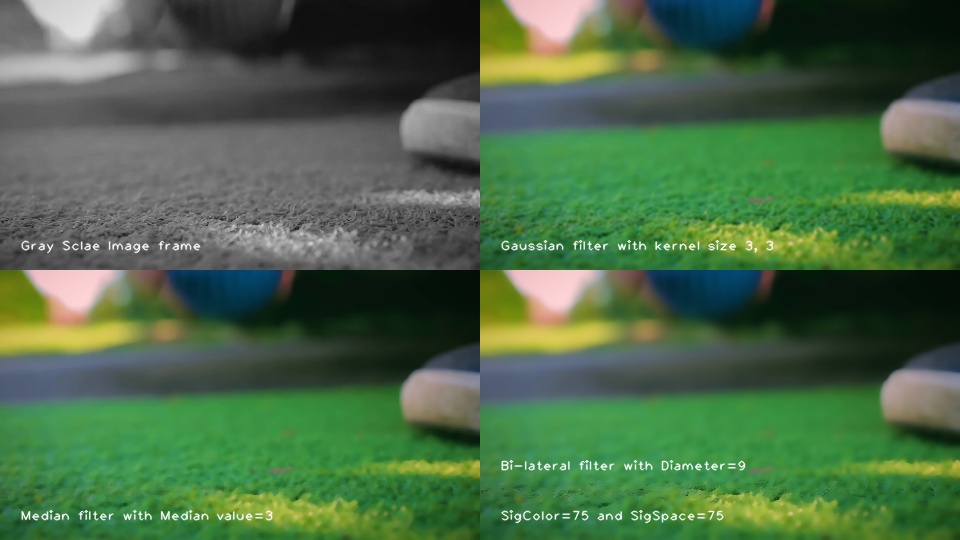 Gray Sclae Image frame
Gaussian filter with kernel size 3, 3
Median filter with Median value=3
Bi-lateral filter with Diameter=9
SigColor=75 and SigSpace=75